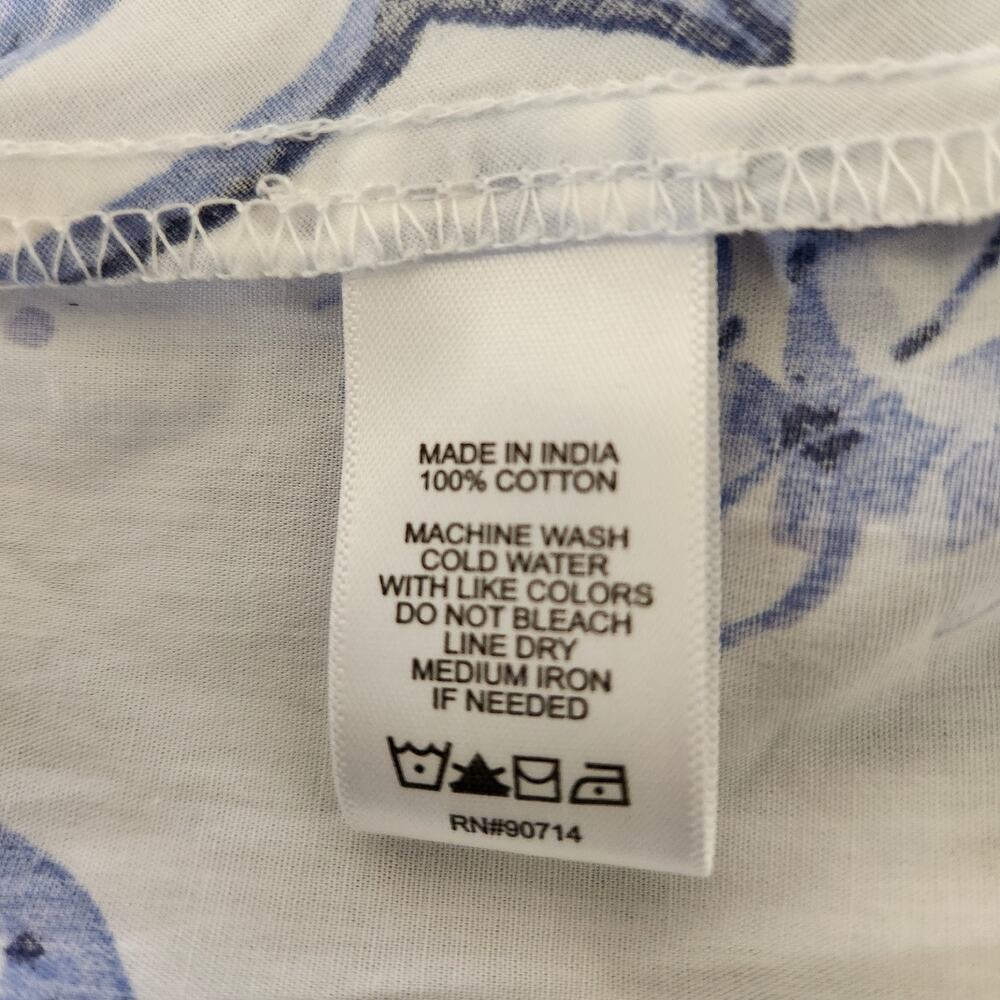 MADE IN INDIA
100% COTTON
MACHINE WASH
COLD WATER
WITH LIKE COLORS
DO NOT BLEACH
LINE DRY
MEDIUM IRON
IF NEEDED
RN#90714